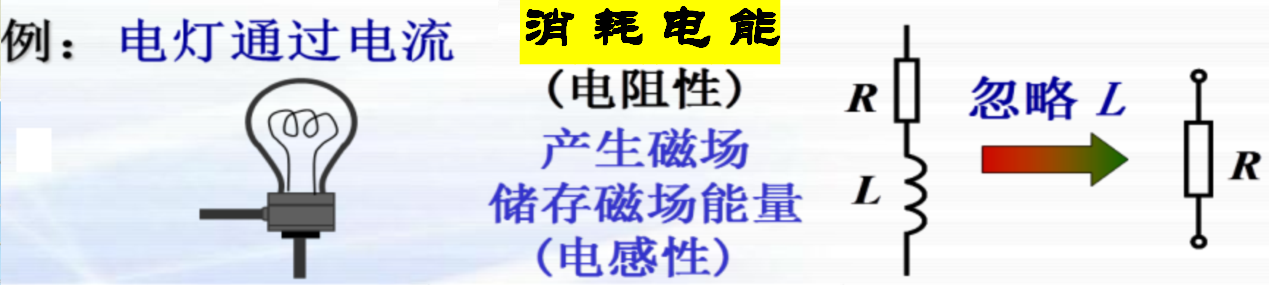 例：电灯通过电流
消耗电能
(电阻性)
产生磁场
储存磁场能量
(电感性)
R
L
忽略 L
R